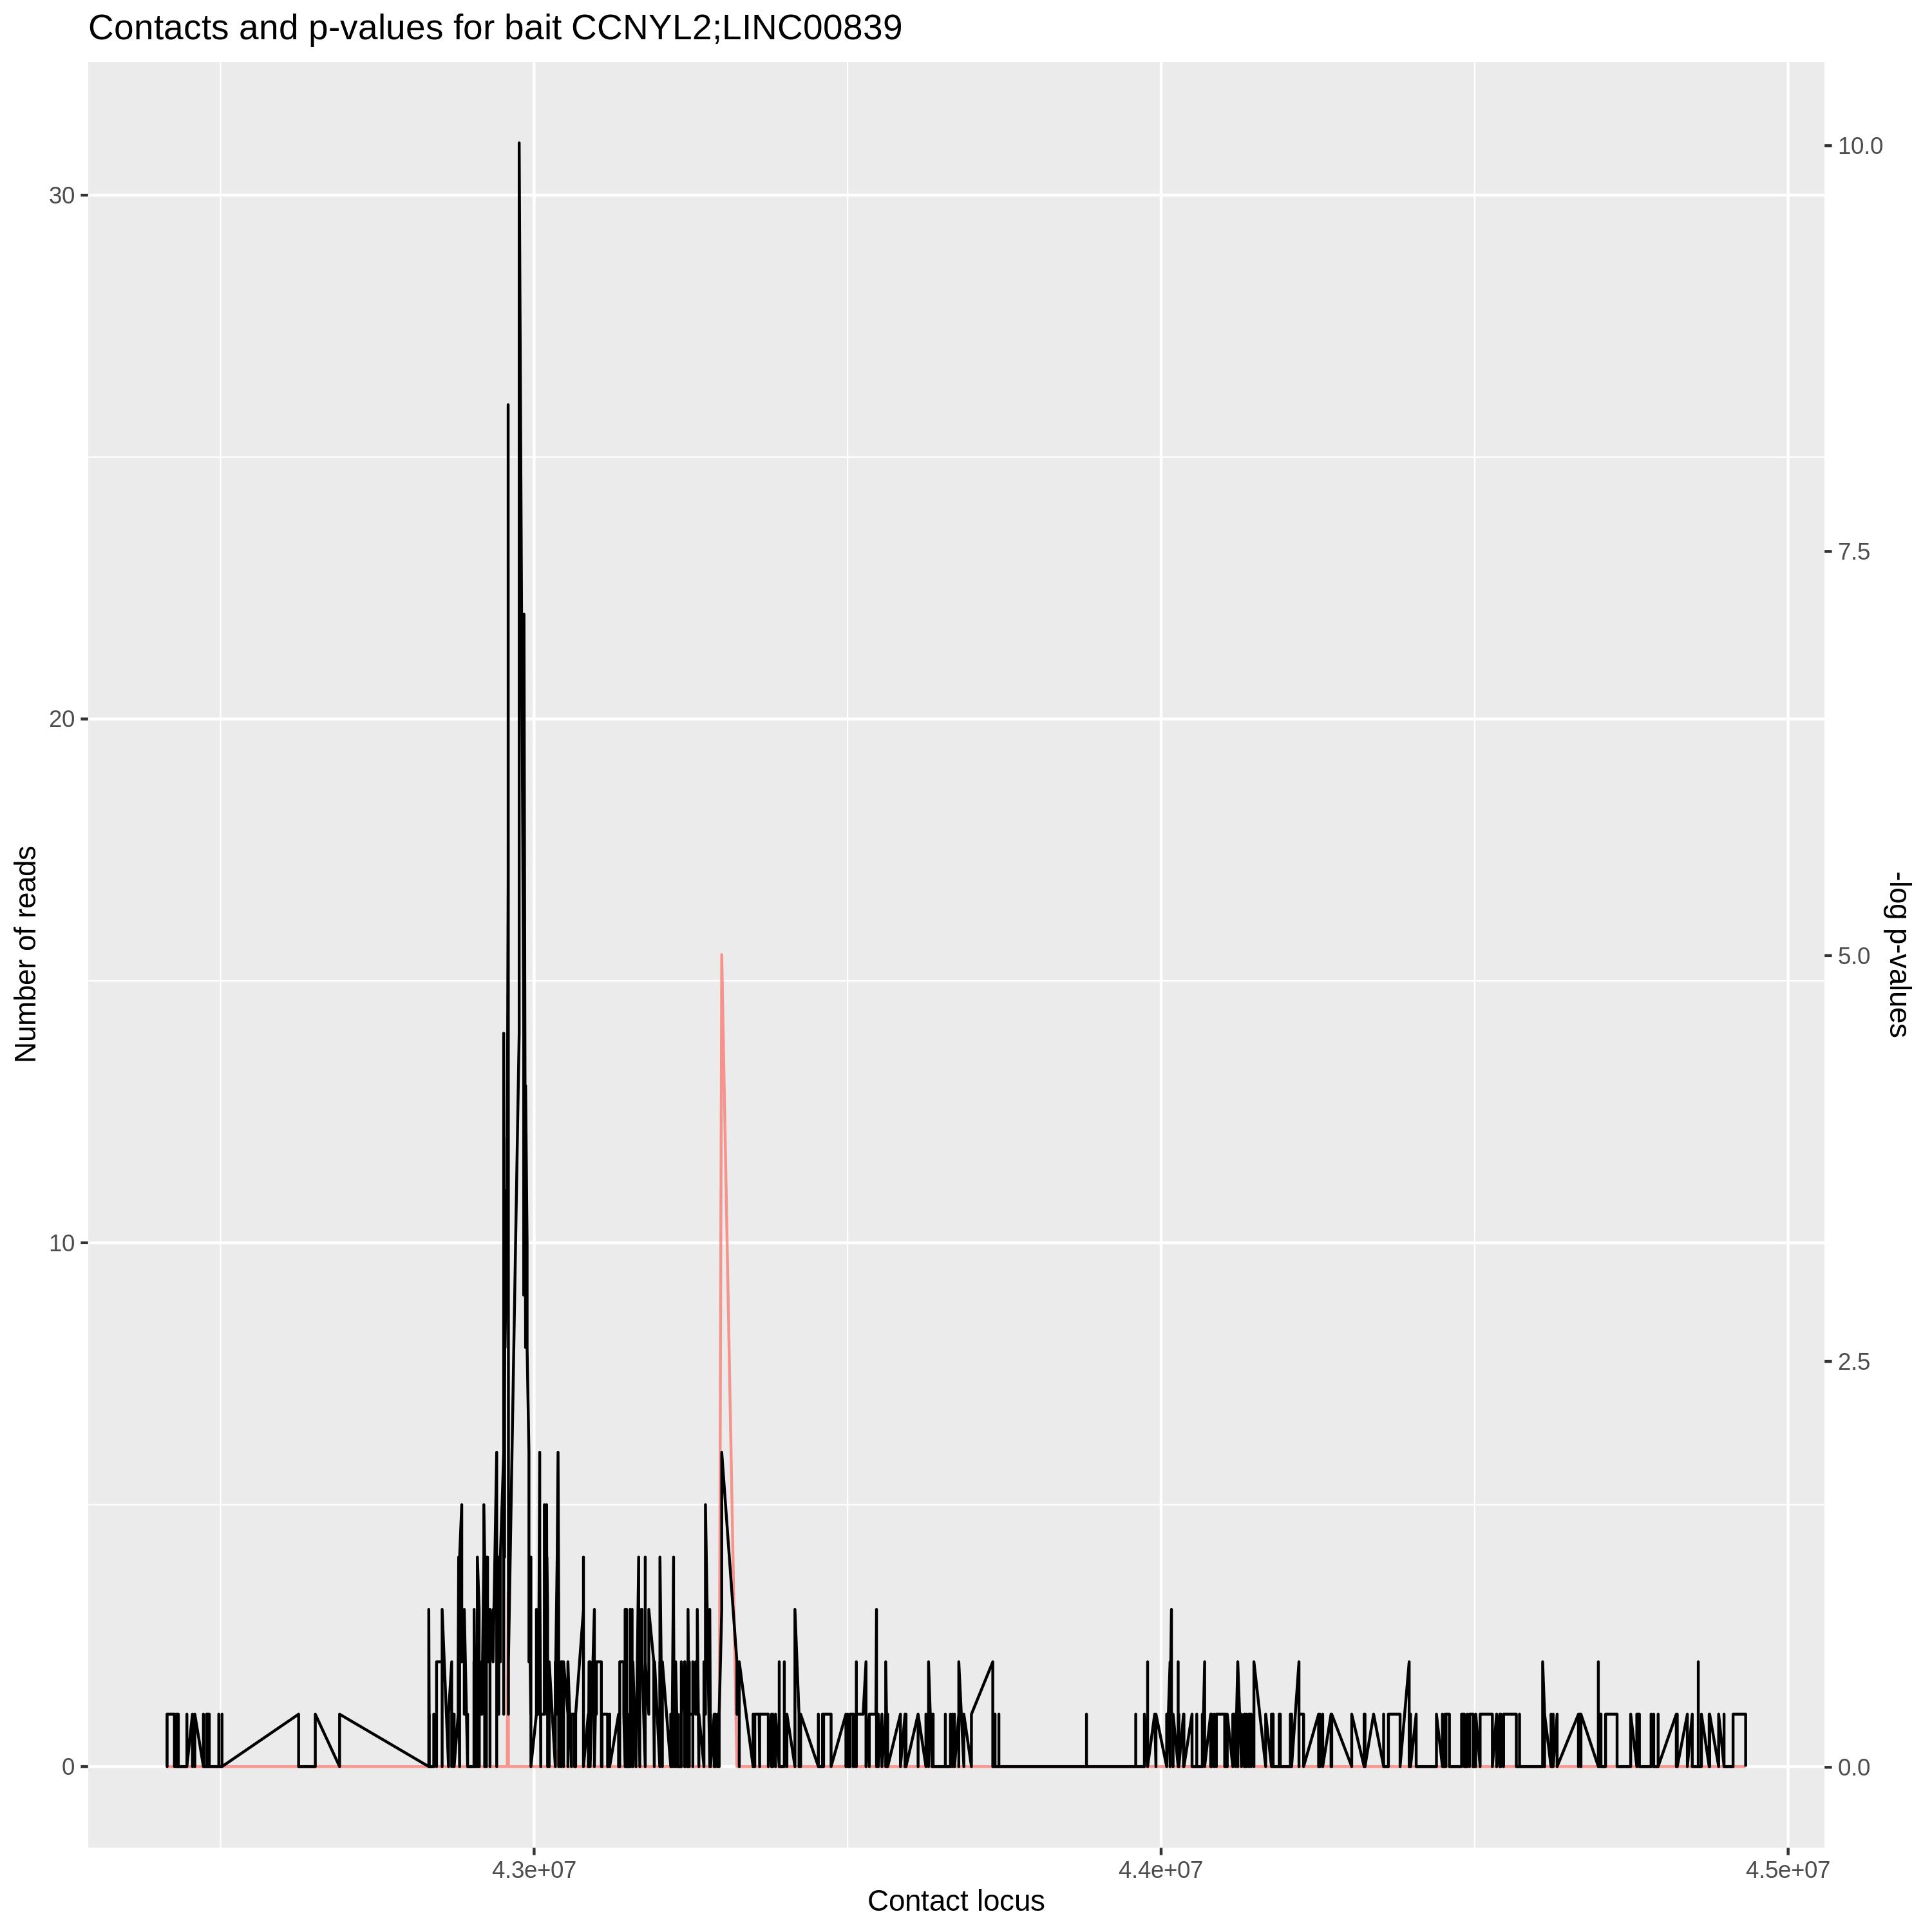 Contacts and p-values for bait CCNYL2;LINC00839
30
20
10
0
Number of reads
10.0
7.5
5.0
2.5
0.0
-log p-values
4.3e+07
4.4e+07
4.5e+07
Contact locus